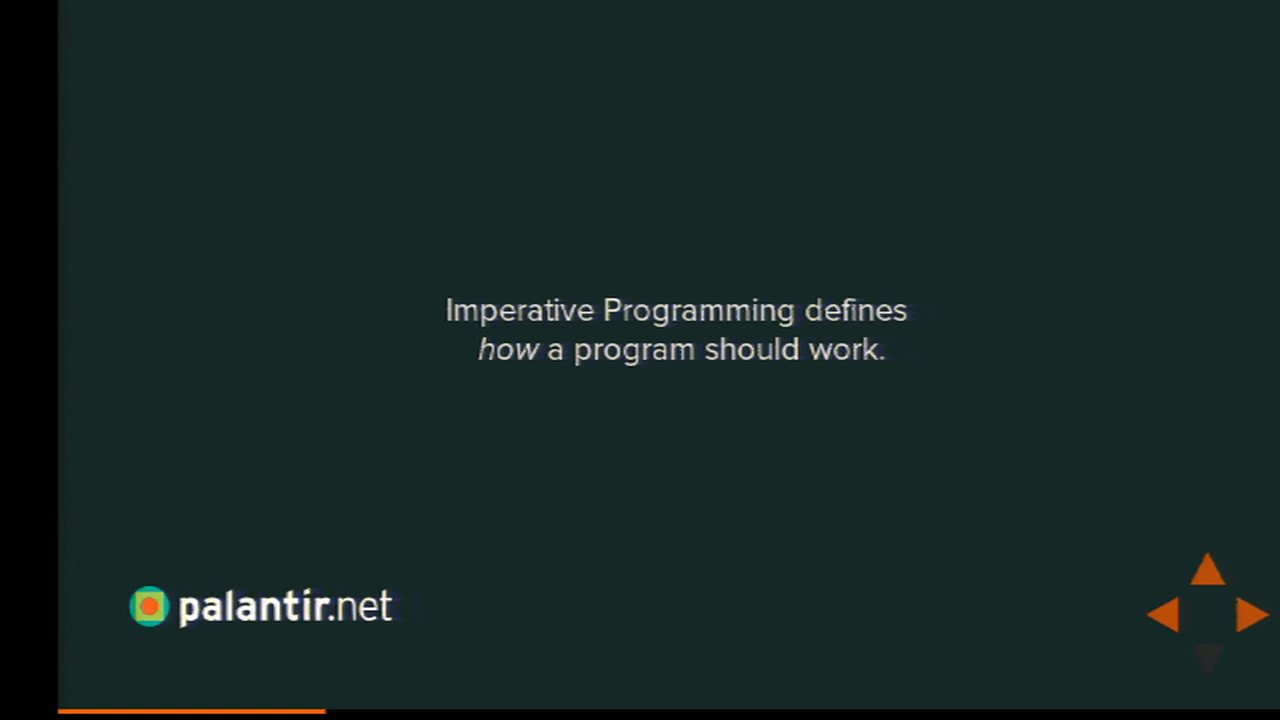 Imperative Programming defines
how a program should work.
palantir.net